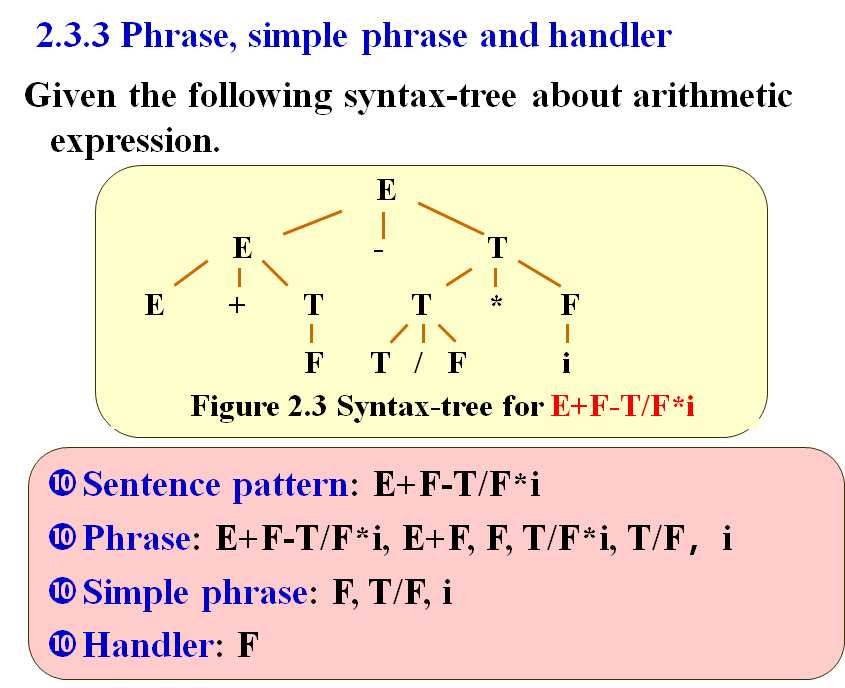 2.3.3 Phrase, simple phrase and handler
Given the following syntax-tree about arithmetic
expression.
E
E - T
E + T T * F
F T / F i
Figure 2.3 Syntax-tree for E+F-T/F*i
❿ Sentence pattern: E+F-T/F*i
❿ Phrase: E+F-T/F*i, E+F, F, T/F*i, T/F， i
❿ Simple phrase: F, T/F, i
❿ Handler: F